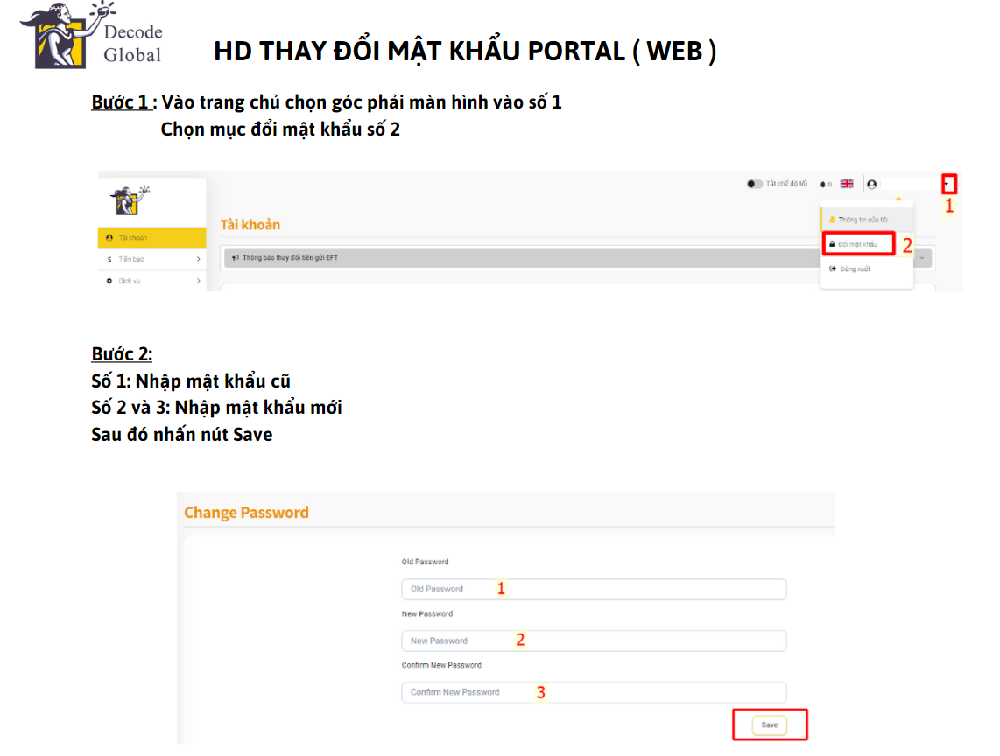 Decode
Global
HD THAY ĐỔI MẬT KHẨU PORTAL ( WEB )
Bước 1 : Vào trang chủ chọn góc phải màn hình vào số 1
Chọn mục đổi mật khẩu số 2
Tắt chế độ tối
0
1
Tài khoản
Thông tin của tôi
Tài khoản
Đổi mật khẩu
2
Tiền bạc
Thông báo thay đổi tiền gửi EFT
Dịch vụ
Đăng xuất
Bước 2:
Số 1: Nhập mật khẩu cũ
Số 2 và 3: Nhập mật khẩu mới
Sau đó nhấn nút Save
Change Password
Old Password
Old Password 1
New Password
New Password 2
Confirm New Password
Confirm New Password 3
Save